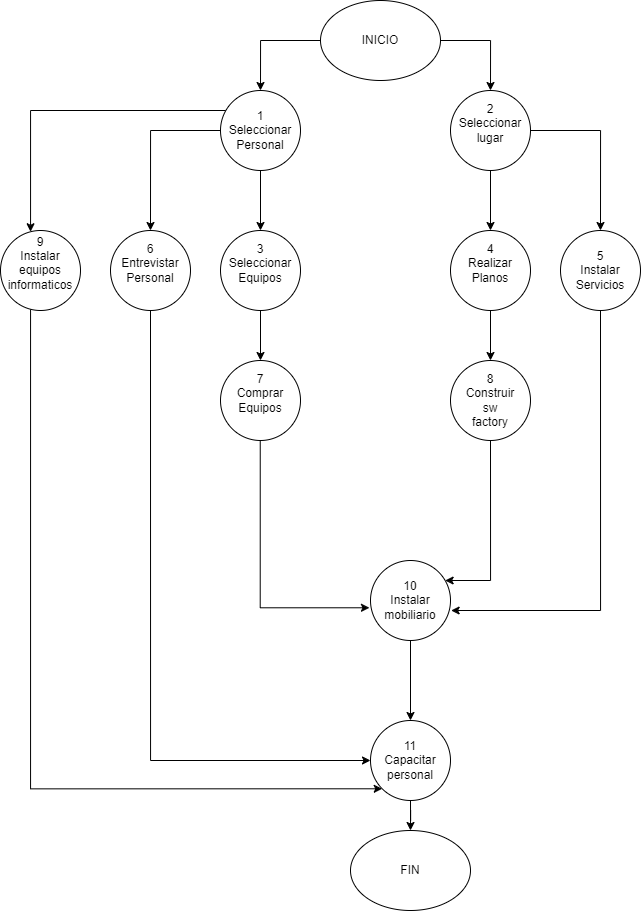 INICIO
1
Seleccionar
Personal
2
Seleccionar
lugar
9
Instalar
equipos
informaticos
6
Entrevistar
Personal
3
Seleccionar
Equipos
4
Realizar
Planos
5
Instalar
Servicios
7
Comprar
Equipos
8
Construir
sw
factory
10
Instalar
mobiliario
11
Capacitar
personal
FIN